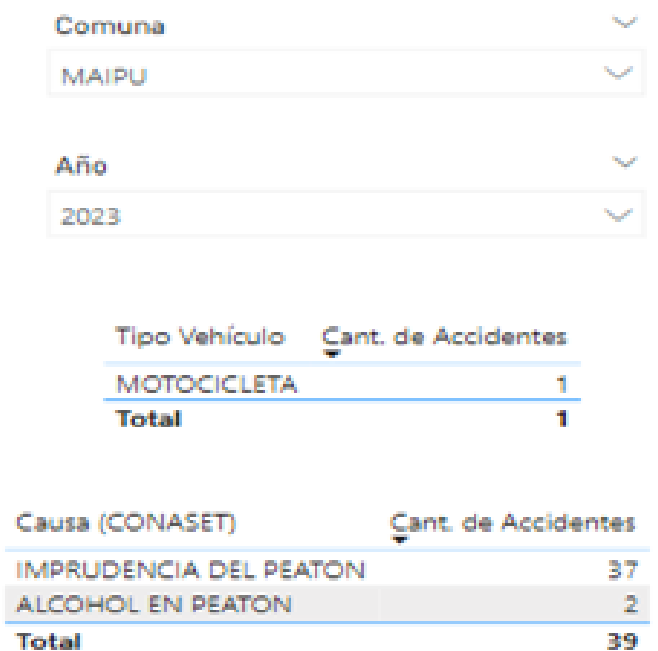 Comuna
MAIPU
Año
2023
Tipo Vehículo Cant. de Accidentes
MOTOCICLETA 1
Total 1
Causa (CONASET) Cant. de Accidentes
IMPRUDENCIA DEL PEATON 37
ALCOHOL EN PEATON 2
Total 39